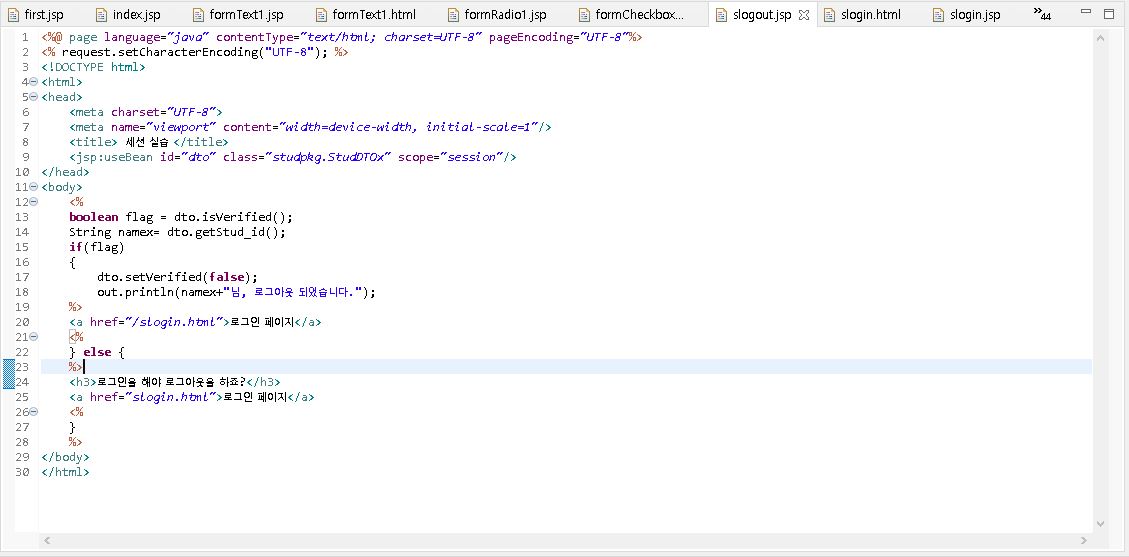 first.jsp index.jsp formText1.jsp formText1.html formRadio1.jsp formCheckbox... slogout.jsp slogin.html slogin.jsp »44
1 <%@ page language="java" contentType="text/html; charset=UTF-8" pageEncoding="UTF-8"%>
2 <% request.setCharacterEncoding("UTF-8"); %>
3 <!DOCTYPE html>
4 <html>
5 <head>
6 <meta charset="UTF-8">
7 <meta name="viewport" content="width=device-width, initial-scale=1"/>
8 <title> 세션 실습 </title>
9 <jsp:useBean id="dto" class="studpkg.StudDTOx" scope="session"/>
10 </head>
11 <body>
12 <%
13 boolean flag = dto.isVerified();
14 String namex= dto.getStud_id();
15 if(flag)
16 {
17 dto.setVerified(false);
18 out.println(namex+"님, 로그아웃 되었습니다.");
19 %>
20 <a href="/slogin.html">로그인 페이지</a>
21 <%
22 } else {
23 %>
24 <h3>로그인을 해야 로그아웃을 하죠?</h3>
25 <a href="slogin.html">로그인 페이지</a>
26 <%
27 }
28 %>
29 </body>
30 </html>